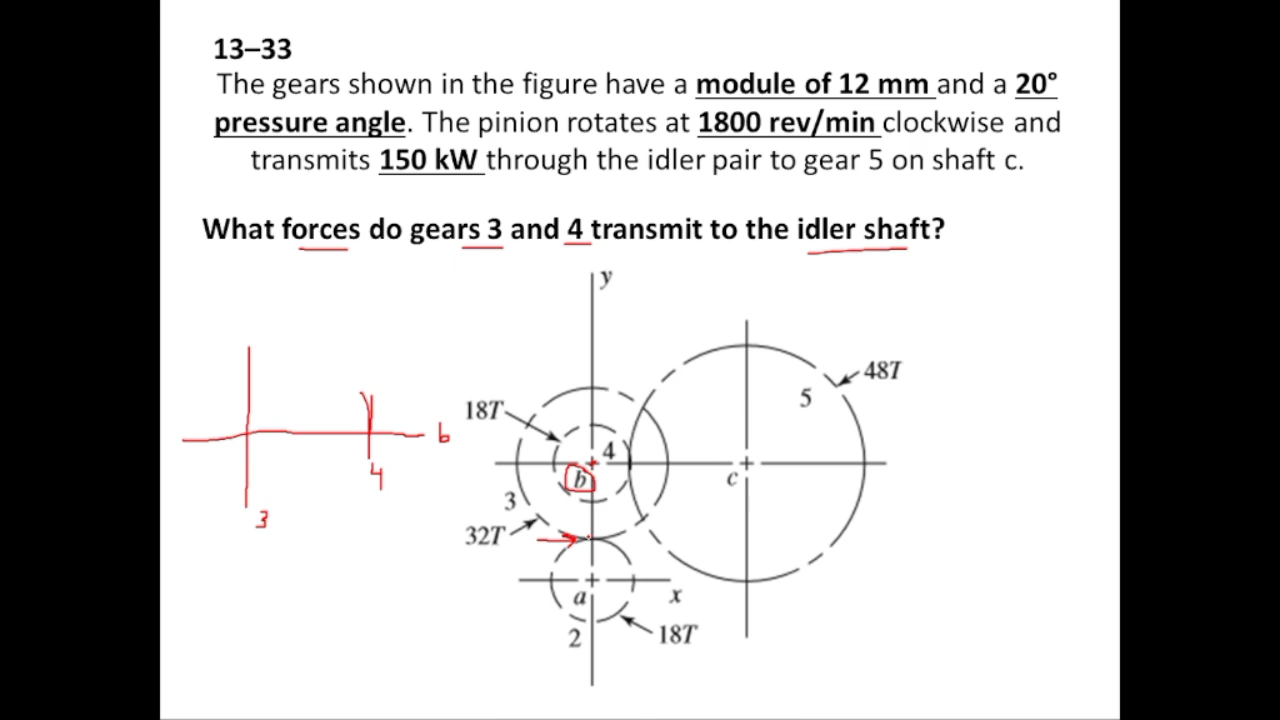 13–33
The gears shown in the figure have a module of 12 mm and a 20°
pressure angle. The pinion rotates at 1800 rev/min clockwise and
transmits 150 kW through the idler pair to gear 5 on shaft c.
What forces do gears 3 and 4 transmit to the idler shaft?
y
48T
5
18T
4
b
b
c
4
3
3
32T
a
x
2
18T